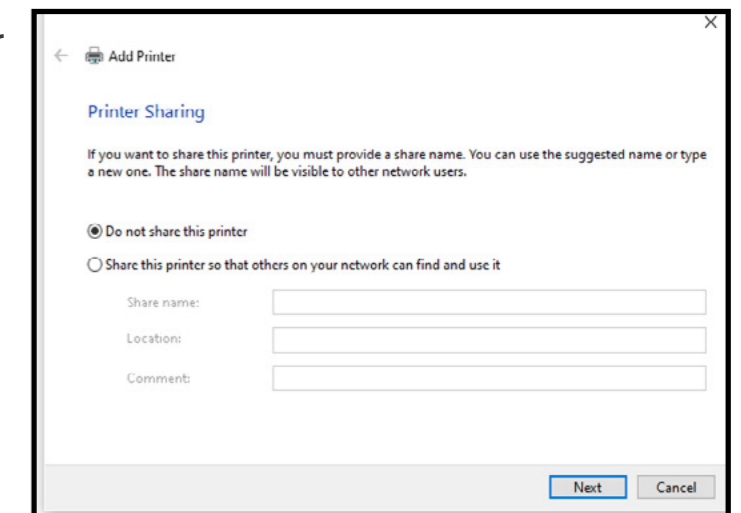 Add Printer
Printer Sharing
If you want to share this printer, you must provide a share name. You can use the suggested name or type
a new one. The share name will be visible to other network users.
Do not share this printer
Share this printer so that others on your network can find and use it
Share name:
Location:
Comment:
Next Cancel